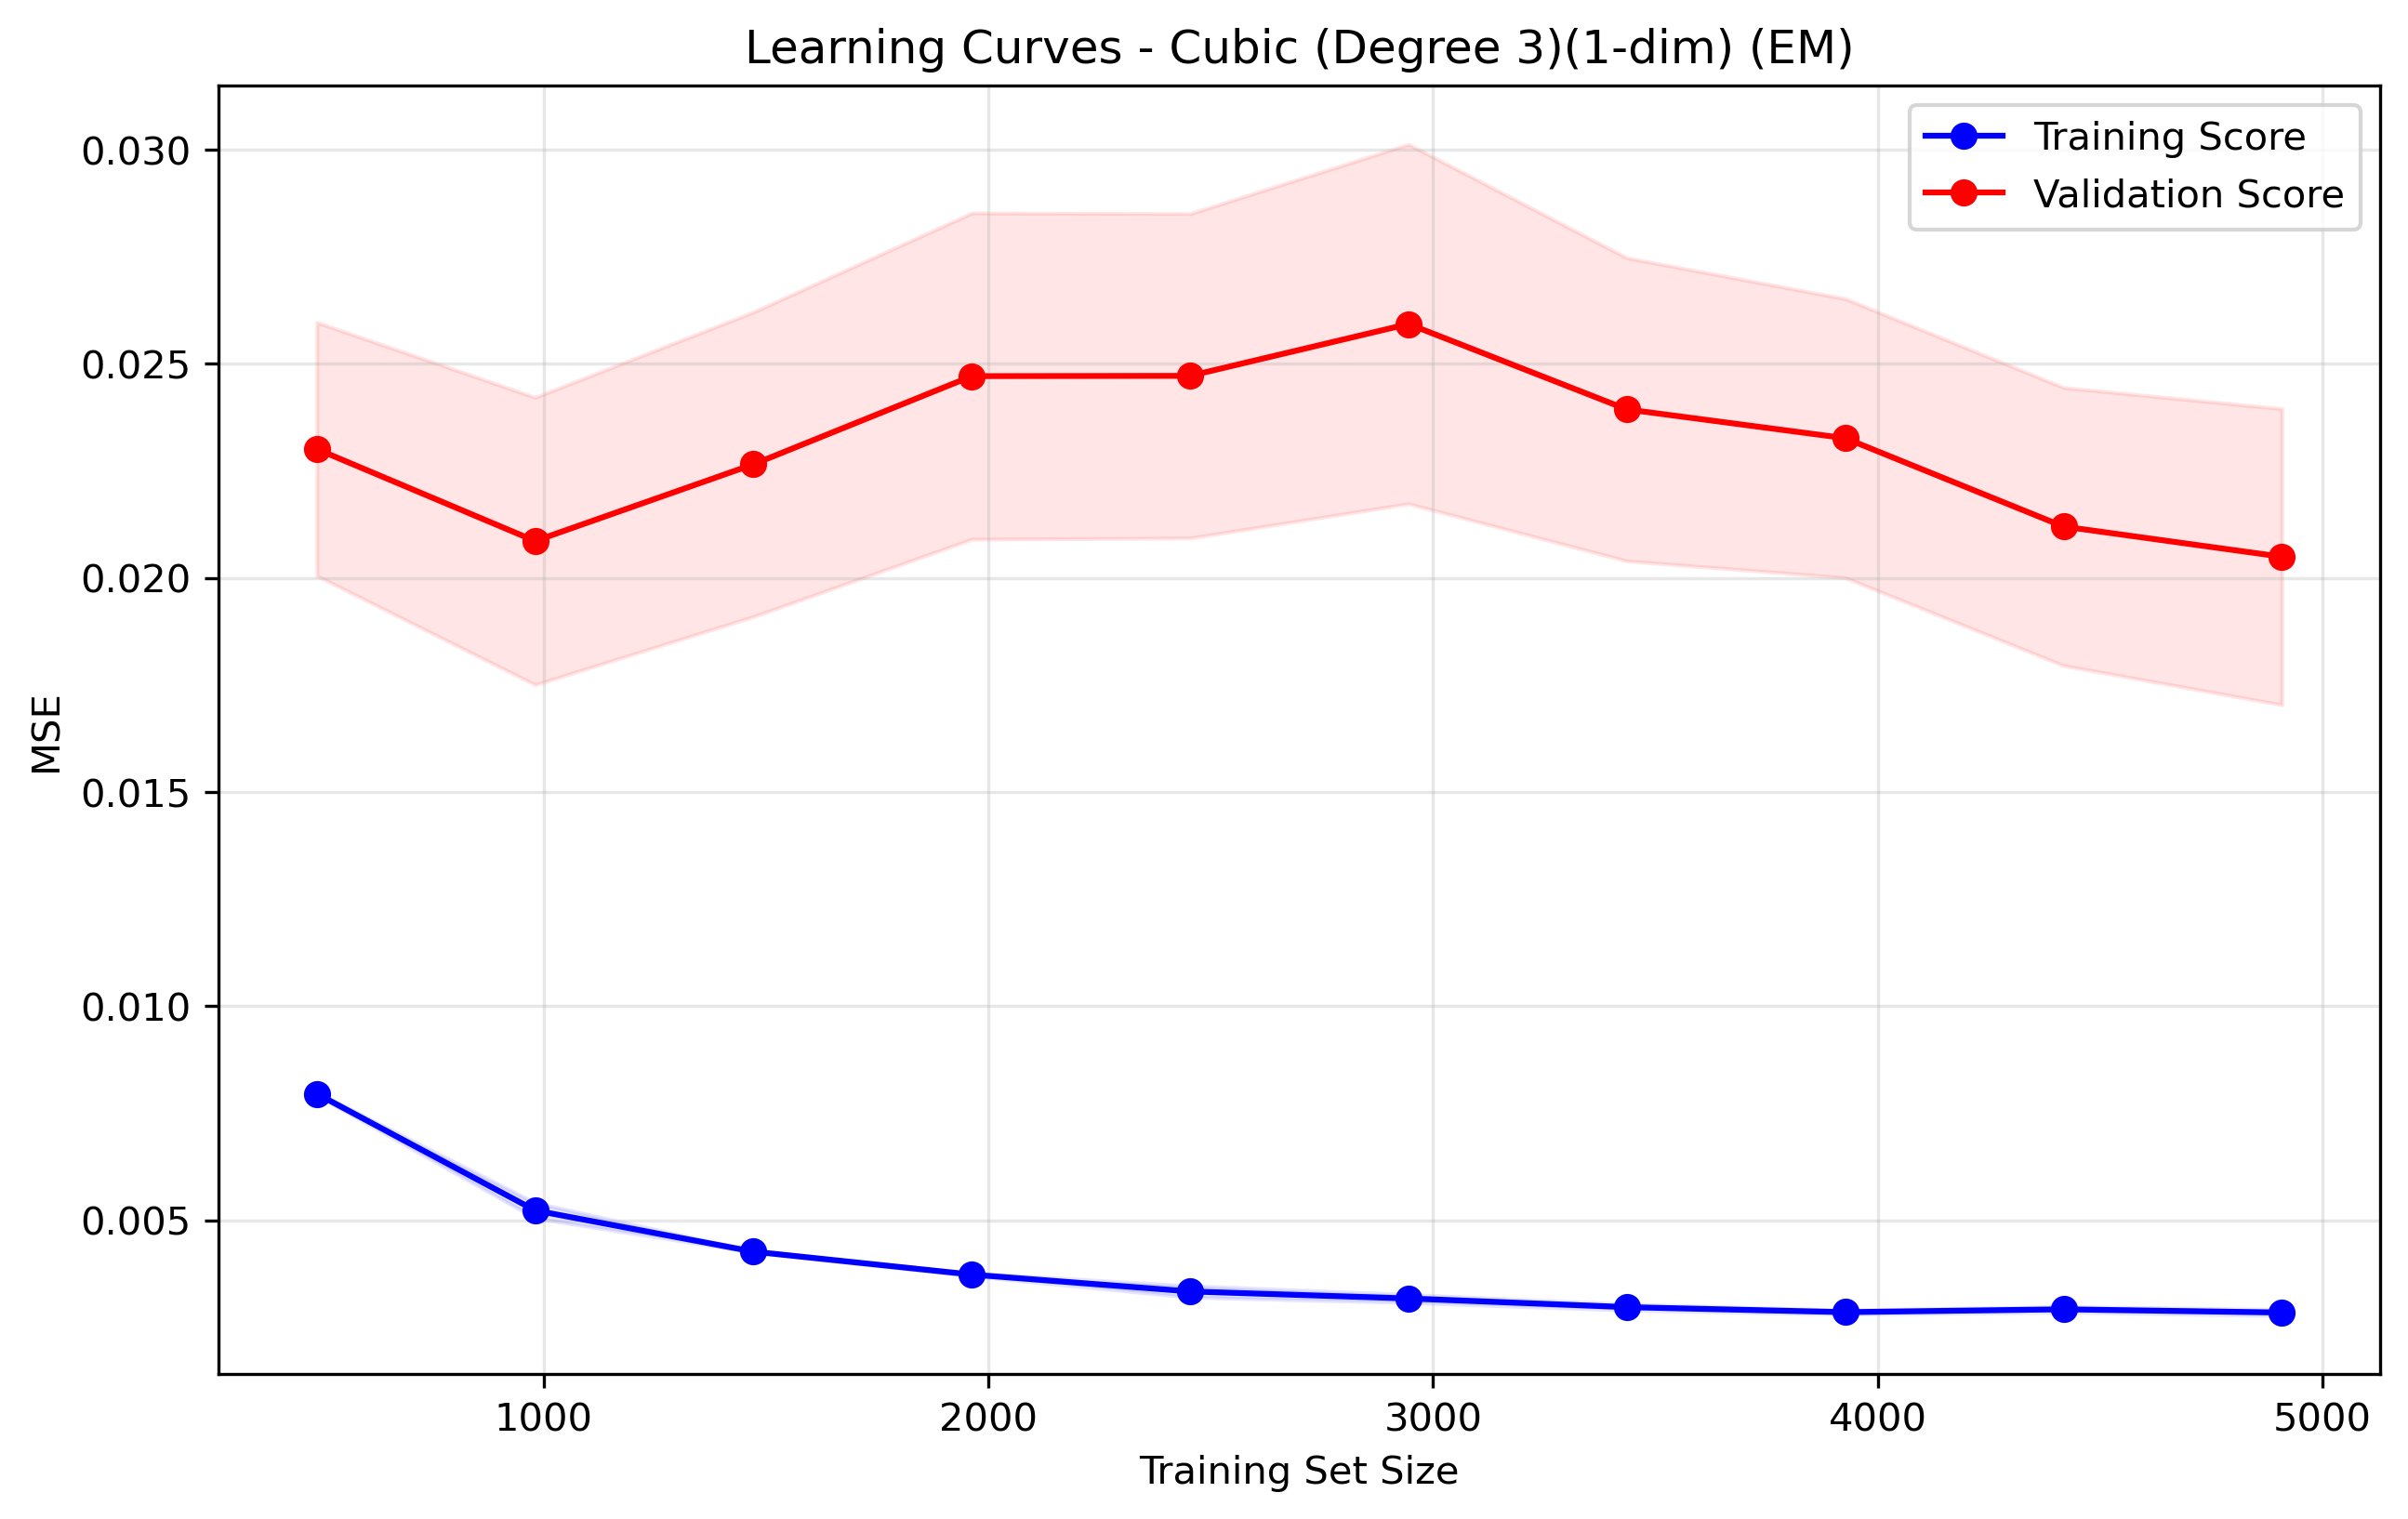 Learning Curves - Cubic (Degree 3)(1-dim) (EM)
Training Score
Validation Score
0.030
0.025
0.020
0.015
0.010
0.005
MSE
1000 2000 3000 4000 5000
Training Set Size